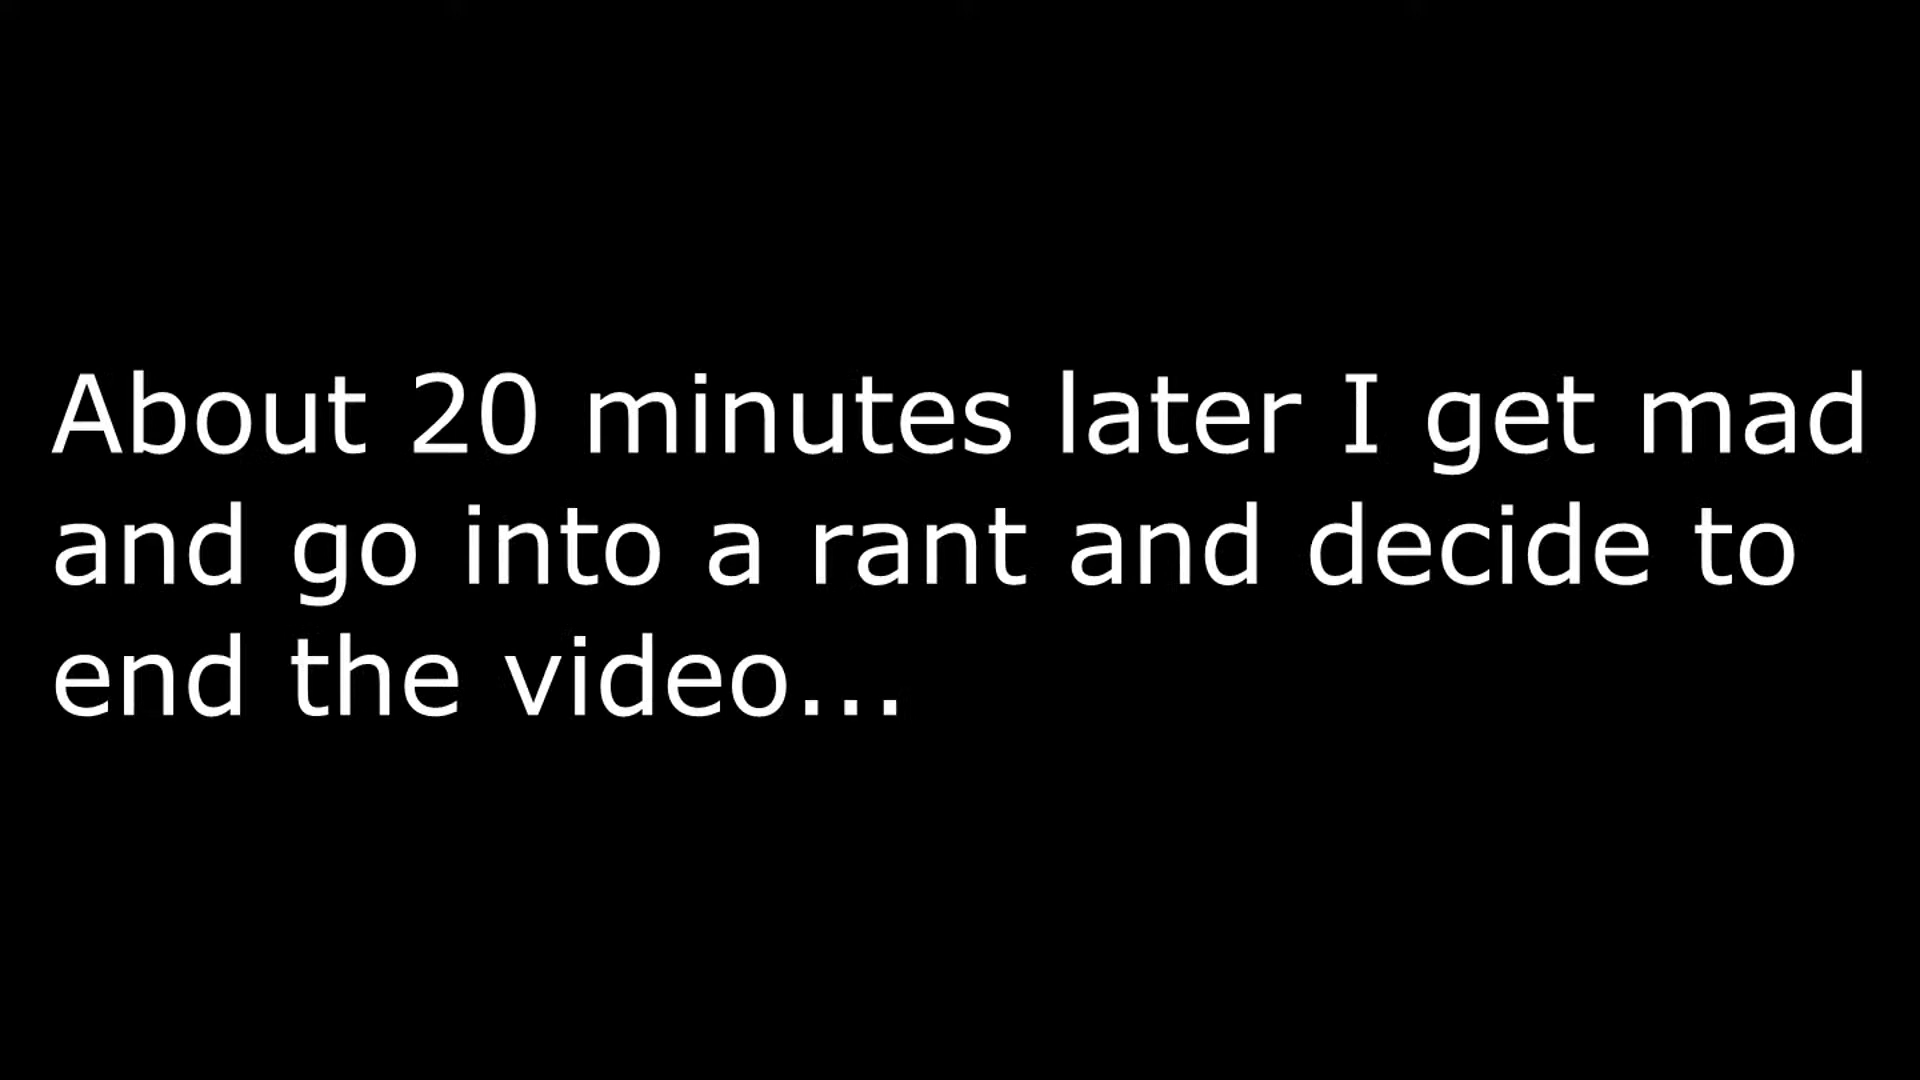 About 20 minutes later I get mad
and go into a rant and decide to
end the video...